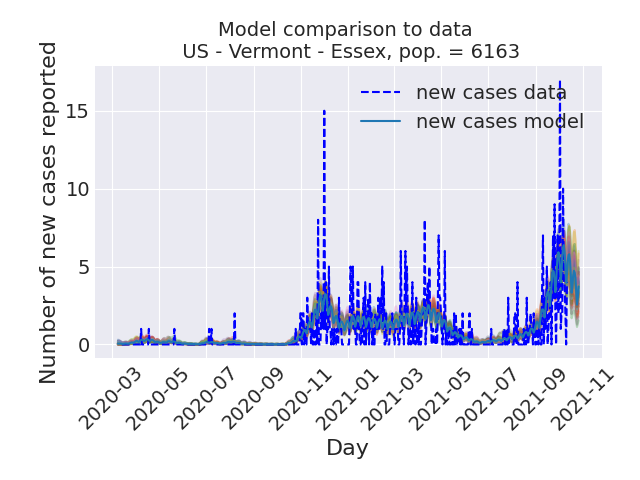 Model comparison to data
US - Vermont - Essex, pop. = 6163
Number of new cases reported
15
10
5
0
new cases data
new cases model
2020-03
2020-05
2020-07
2020-09
2020-11
2021-01
2021-03
2021-05
2021-07
2021-09
2021-11
Day